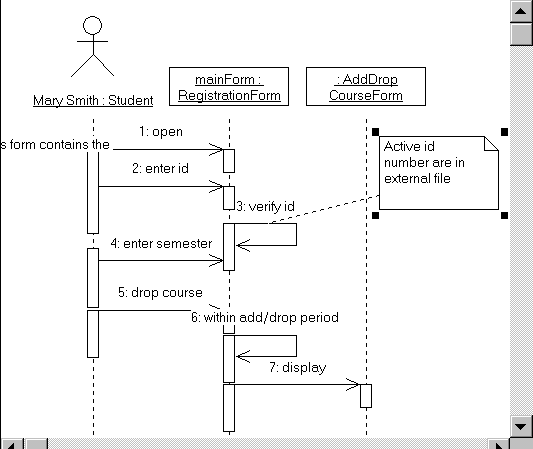 mainForm :
RegistrationForm
: AddDrop
CourseForm
Mary Smith : Student
1: open
s form contains the
Active id
number are in
external file
2: enter id
3: verify id
4: enter semester
5: drop course
6: within add/drop period
7: display